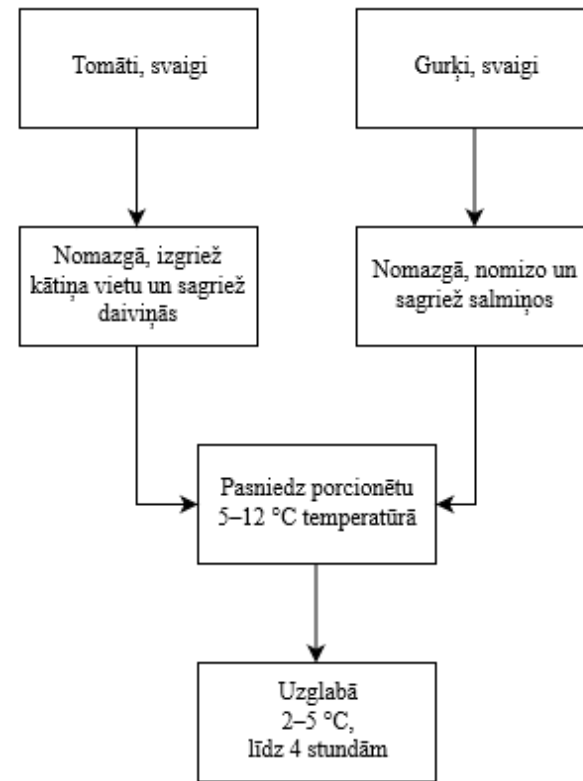 Tomāti, svaigi
Gurķi, svaigi
Nomazgā, izgriež
kātiņa vietu un sagriež
daiviņās
Nomazgā, nomizo un
sagriež salmiņos
Pasniedz porcionētu
5–12 °C temperatūrā
Uzglabā
2–5 °C,
līdz 4 stundām